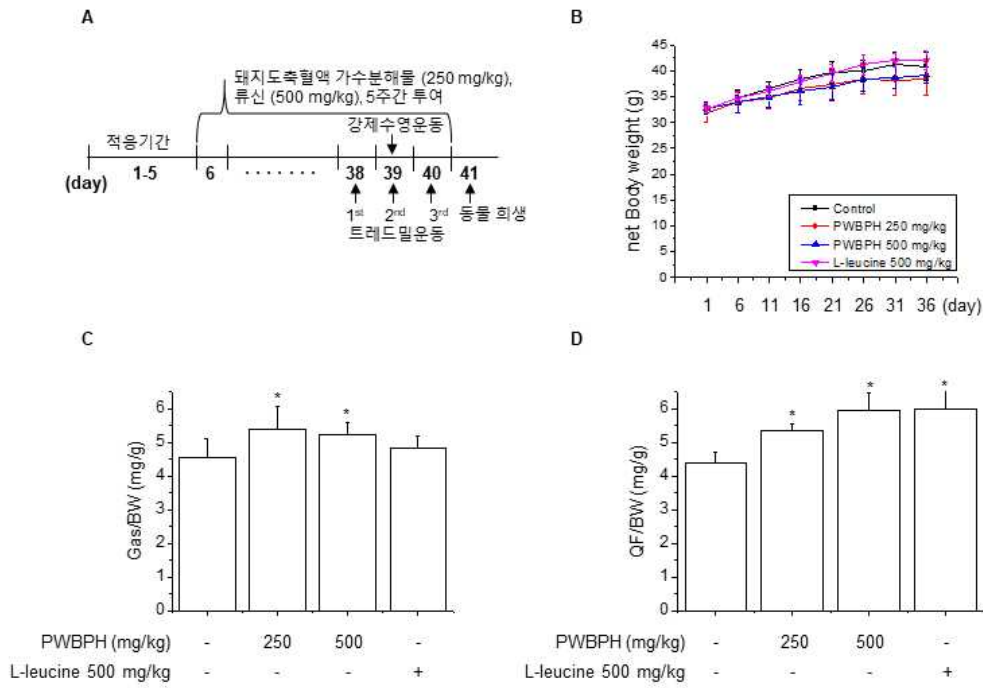 A
돼지도축혈액 가수분해물 (250 mg/kg),
류신 (500 mg/kg), 5주간 투여
강제수영운동
적응기간
(day) 1-5 6 ....... 38 39 40 41
1st 2nd 3rd 동물 희생
트레드밀운동
B
net Body weight (g)
45
40
35
30
25
20
15
10
5
0
Control
PWBPH 250 mg/kg
PWBPH 500 mg/kg
L-leucine 500 mg/kg
1 6 11 16 21 26 31 36 (day)
C
Gas/BW (mg/g)
6
5
4
3
2
1
0
* *
PWBPH (mg/kg) - 250 500 -
L-leucine 500 mg/kg - - - +
D
QF/BW (mg/g)
6
5
4
3
2
1
0
* * *
PWBPH (mg/kg) - 250 500 -
L-leucine 500 mg/kg - - - +